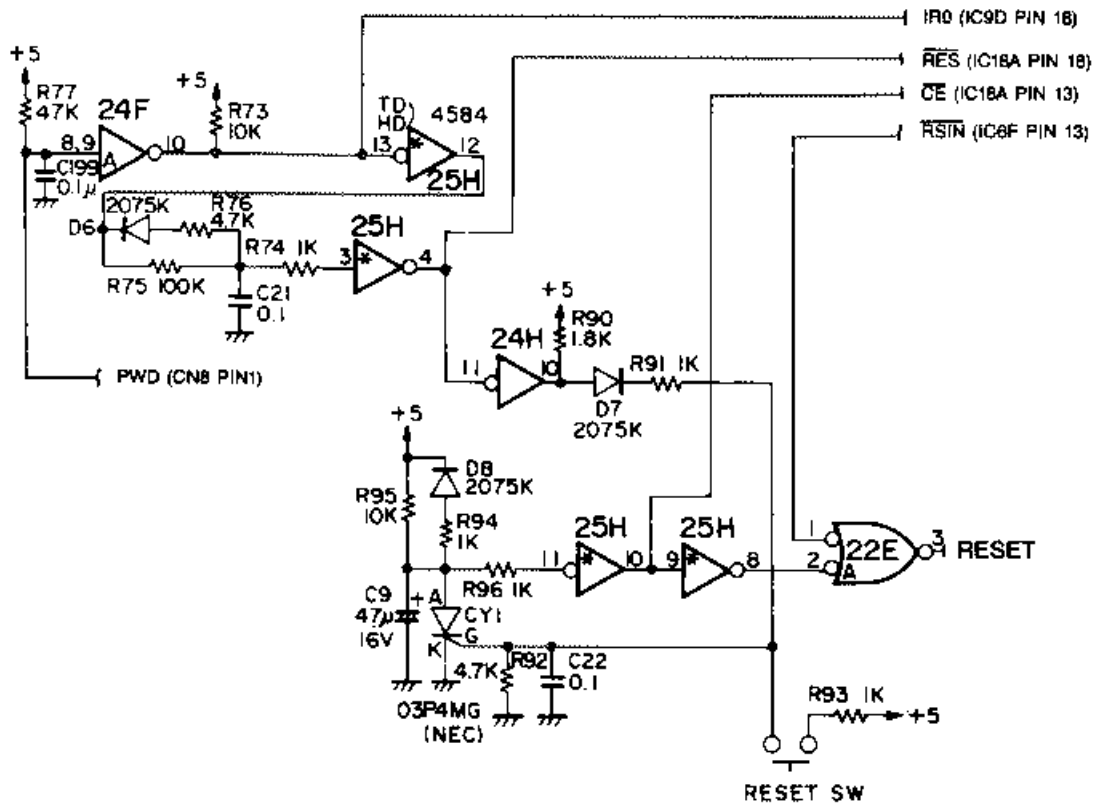 IR0 (IC9D PIN 18)
RES (IC18A PIN 18)
CE (IC18A PIN 13)
RSIN (IC6F PIN 13)
+5
R77
47K
24F
8,9
A
10
C199
0.1μ
+5
R73
10K
TD
HD
4584
13
*
12
25H
D6
2075K
R76
4.7K
R75 100K
R74 1K
C21
0.1
25H
3
*
4
PWD (CN8 PIN1)
24H
11
10
+5
R90
1.8K
D7
2075K
R91 1K
+5
R95
10K
D8
2075K
R94
1K
R96 1K
C9
47μ
16V
+
A
CY1
G
K
03P4MG
(NEC)
4.7K
R92
C22
0.1
25H
11
*
10
25H
9
*
8
1
2
22E
A
3
RESET
R93 1K
+5
RESET SW